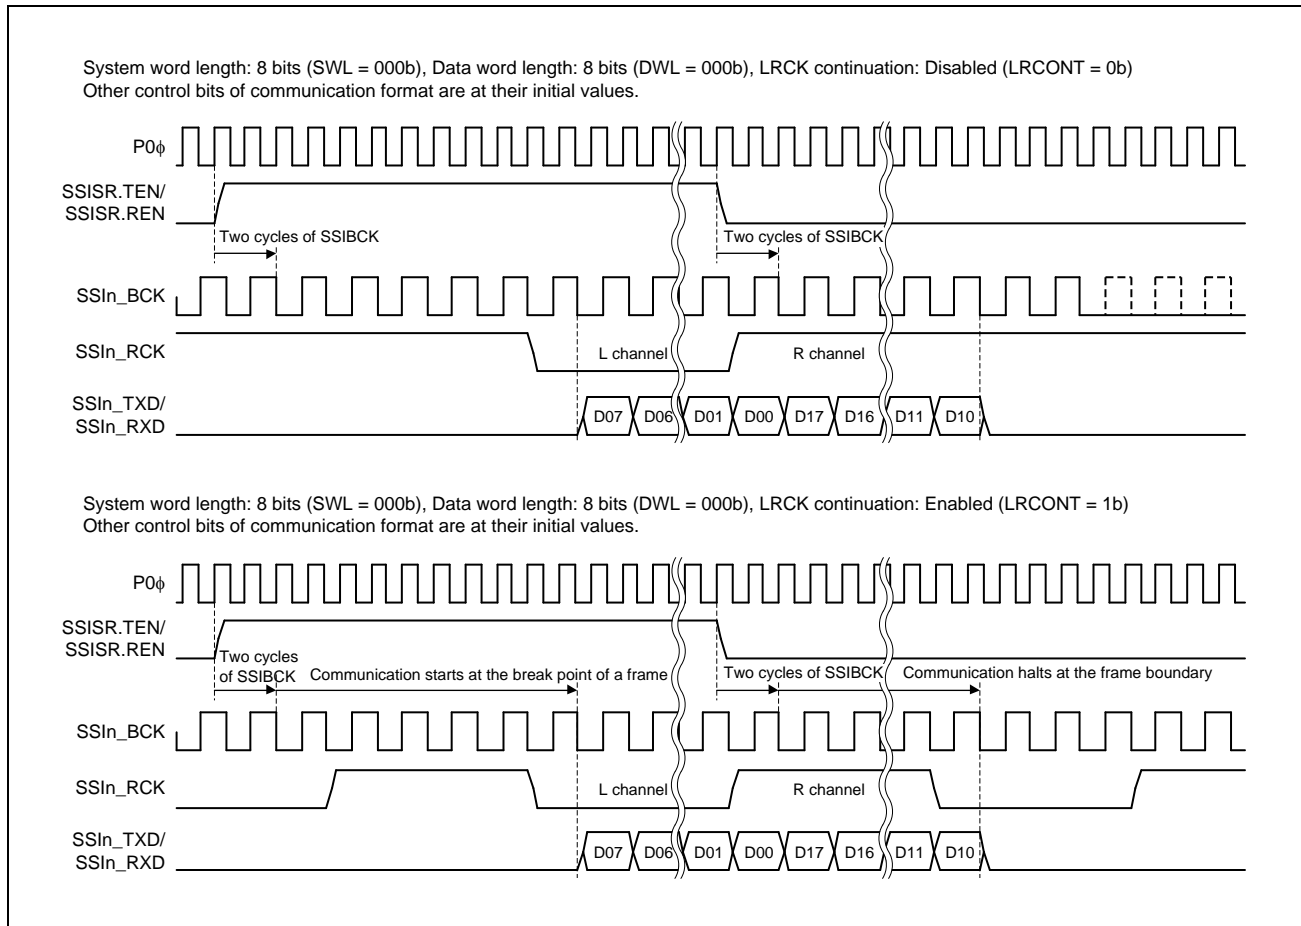 System word length: 8 bits (SWL = 000b), Data word length: 8 bits (DWL = 000b), LRCK continuation: Disabled (LRCONT = 0b)
Other control bits of communication format are at their initial values.
P0ϕ
SSISR.TEN/
SSISR.REN
Two cycles of SSIBCK
Two cycles of SSIBCK
SSIn_BCK
SSIn_RCK
L channel
R channel
SSIn_TXD/
SSIn_RXD
D07 D06 D01 D00 D17 D16 D11 D10
System word length: 8 bits (SWL = 000b), Data word length: 8 bits (DWL = 000b), LRCK continuation: Enabled (LRCONT = 1b)
Other control bits of communication format are at their initial values.
P0ϕ
SSISR.TEN/
SSISR.REN
Two cycles
of SSIBCK
Communication starts at the break point of a frame
Two cycles of SSIBCK
Communication halts at the frame boundary
SSIn_BCK
SSIn_RCK
L channel
R channel
SSIn_TXD/
SSIn_RXD
D07 D06 D01 D00 D17 D16 D11 D10